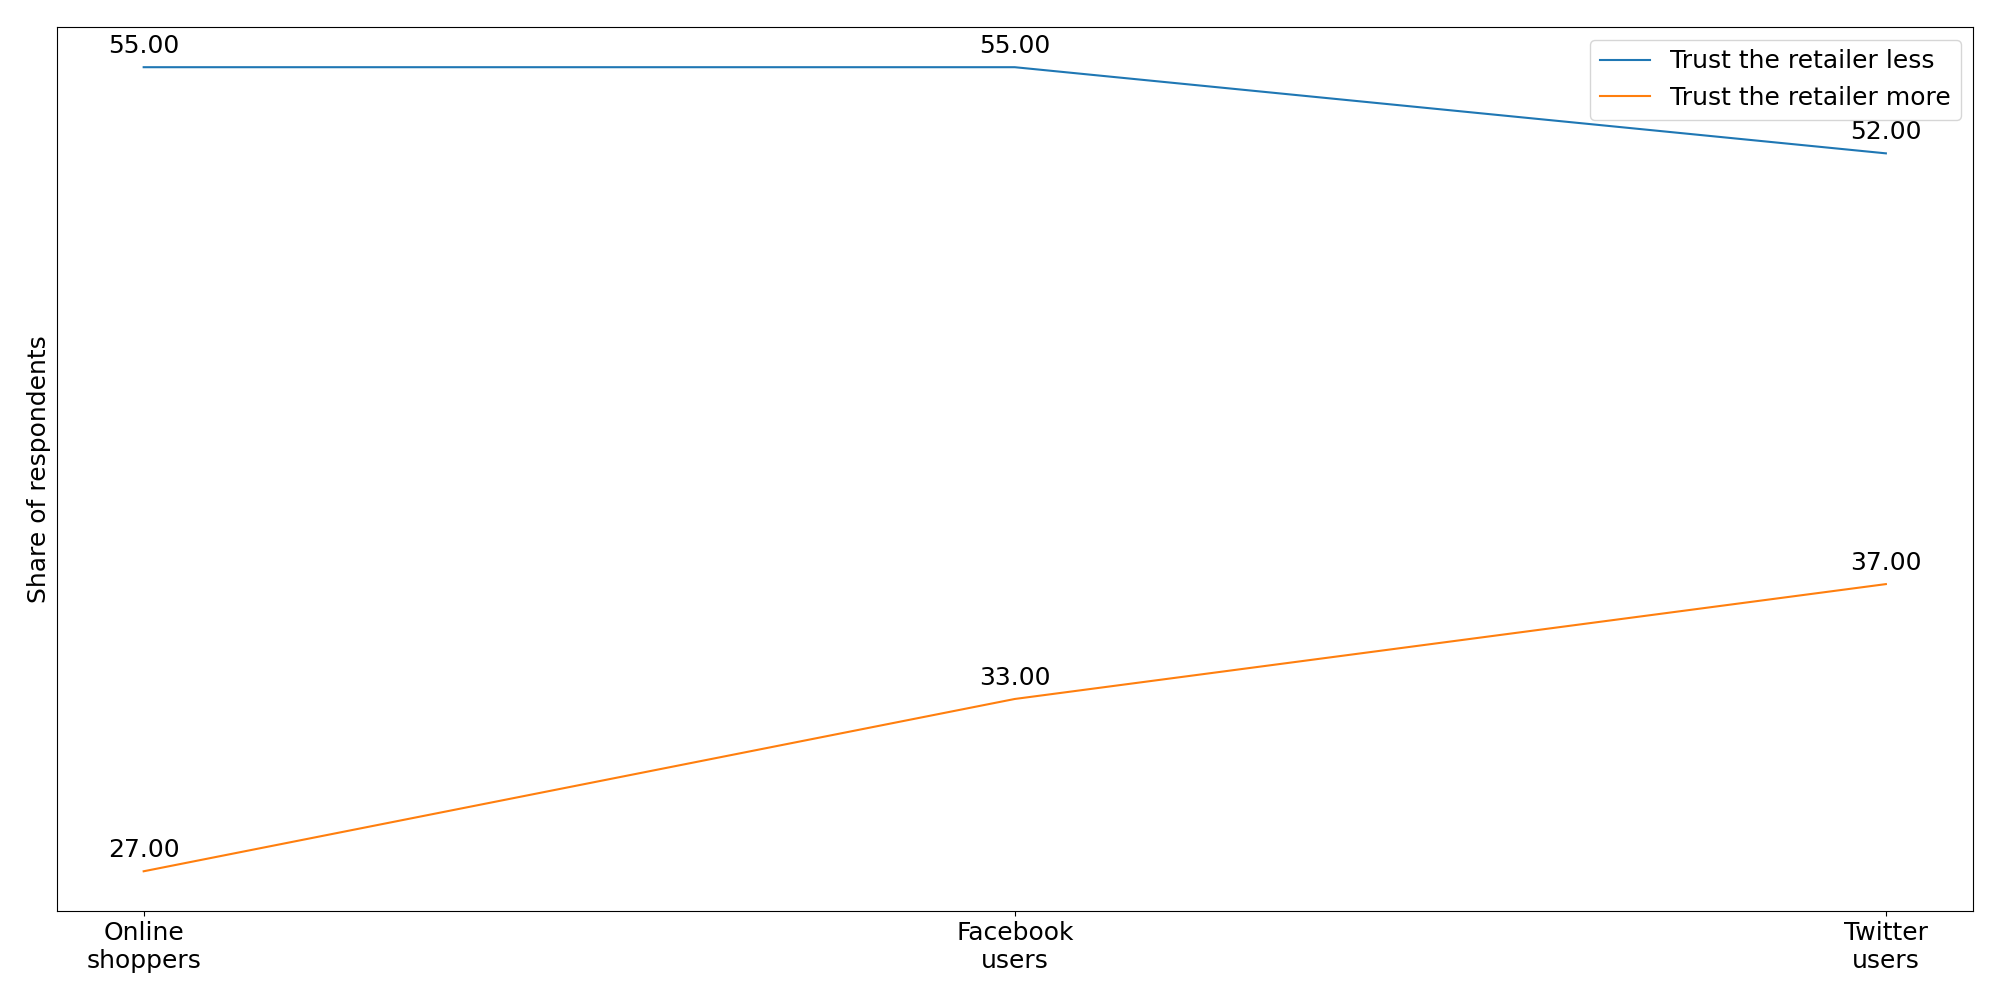 55.00
55.00
Trust the retailer less
Trust the retailer more
52.00
Share of respondents
37.00
33.00
27.00
Online
shoppers
Facebook
users
Twitter
users